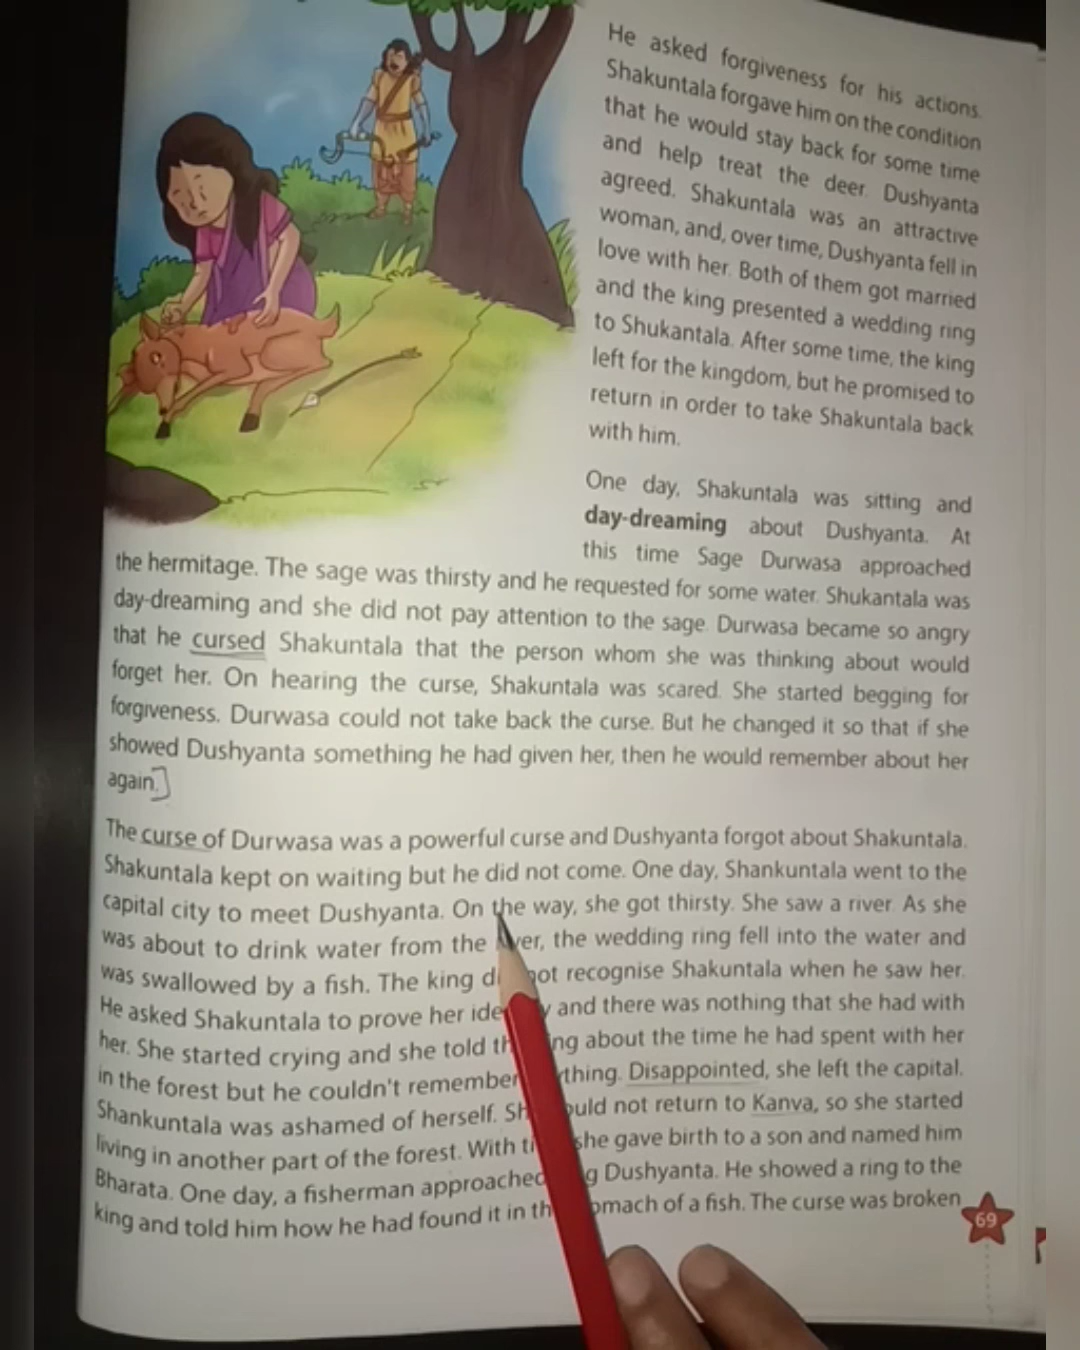 He asked forgiveness for his actions.
Shakuntala forgave him on the condition
that he would stay back for some time
and help treat the deer. Dushyanta
agreed. Shakuntala was an attractive
woman, and, over time, Dushyanta fell in
love with her. Both of them got married
and the king presented a wedding ring
to Shukantala. After some time, the king
left for the kingdom, but he promised to
return in order to take Shakuntala back
with him.
One day, Shakuntala was sitting and
day-dreaming about Dushyanta. At
this time Sage Durwasa approached
the hermitage. The sage was thirsty and he requested for some water. Shukantala was
day-dreaming and she did not pay attention to the sage. Durwasa became so angry
that he cursed Shakuntala that the person whom she was thinking about would
forget her. On hearing the curse, Shakuntala was scared. She started begging for
forgiveness. Durwasa could not take back the curse. But he changed it so that if she
showed Dushyanta something he had given her, then he would remember about her
again.
The curse of Durwasa was a powerful curse and Dushyanta forgot about Shakuntala.
Shakuntala kept on waiting but he did not come. One day, Shankuntala went to the
capital city to meet Dushyanta. On the way, she got thirsty. She saw a river. As she
was about to drink water from the river, the wedding ring fell into the water and
was swallowed by a fish. The king not recognise Shakuntala when he saw her.
He asked Shakuntala to prove her and there was nothing that she had with
her. She started crying and she told about the time he had spent with her
in the forest but he couldn't remember Disappointed, she left the capital.
Shankuntala was ashamed of herself. not return to Kanva, so she started
living in another part of the forest. With she gave birth to a son and named him
Bharata. One day, a fisherman approached Dushyanta. He showed a ring to the
king and told him how he had found it in of a fish. The curse was broken
69